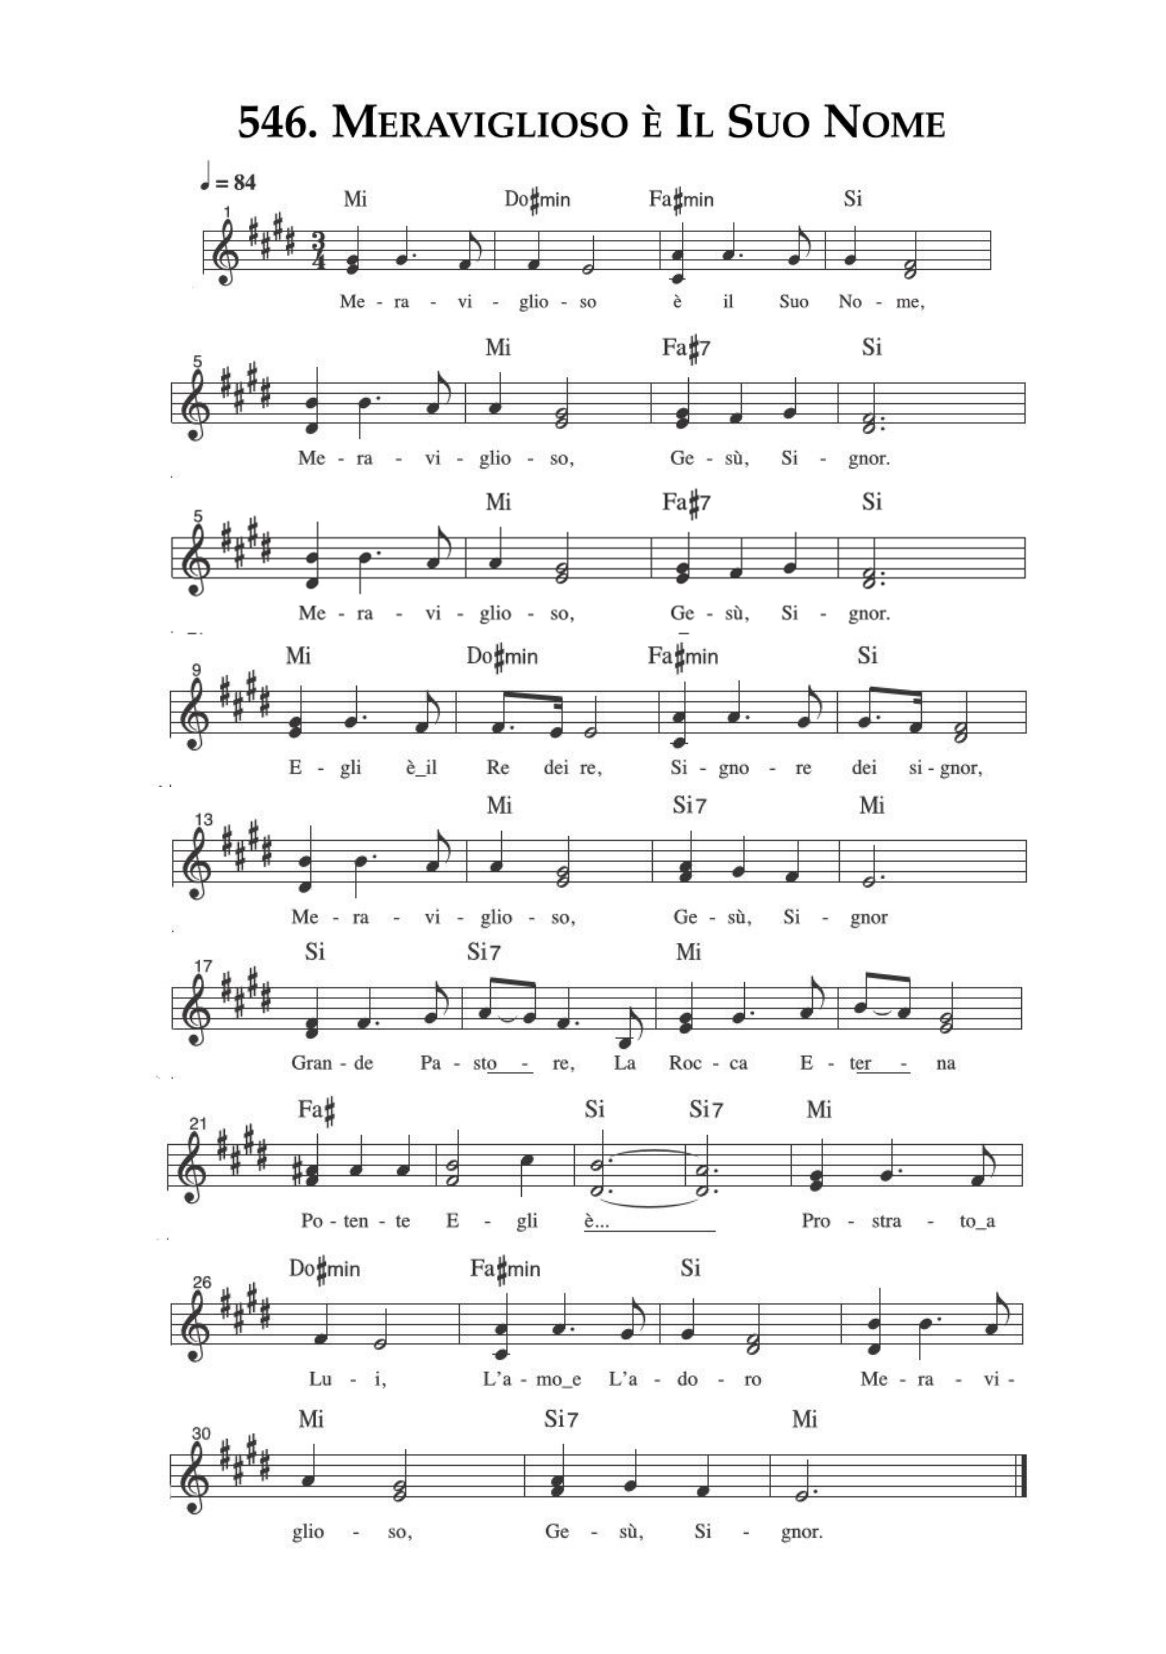 546. Meraviglioso è Il Suo Nome
= 84
Mi Do#min Fa#min Si
1
3
4
Me - ra - vi - glio - so è il Suo No - me,
Mi Fa#7 Si
5
Me - ra - vi - glio - so, Ge - sù, Si - gnor.
Mi Fa#7 Si
5
Me - ra - vi - glio - so, Ge - sù, Si - gnor.
Mi Do#min Fa#min Si
9
E - gli è_il Re dei re, Si - gno - re dei si - gnor,
Mi Si7 Mi
13
Me - ra - vi - glio - so, Ge - sù, Si - gnor
Si Si7 Mi
17
Gran - de Pa - sto - re, La Roc - ca E - ter - na
Fa# Si Si7 Mi
21
Po - ten - te E - gli è... Pro - stra - to_a
Do#min Fa#min Si
26
Lu - i, L'a - mo_e L'a - do - ro Me - ra - vi -
Mi Si7 Mi
30
glio - so, Ge - sù, Si - gnor.